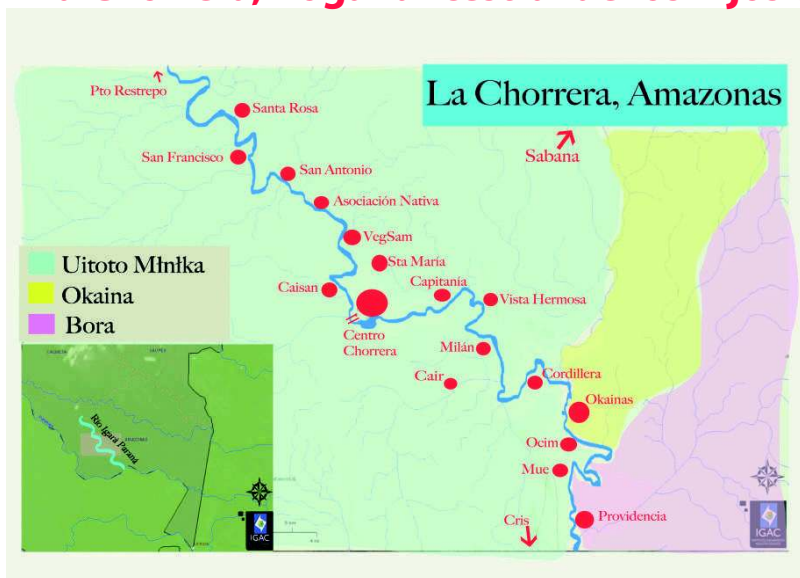 La Chorrera, Amazonas
Pto Restrepo
Santa Rosa
Sabana
San Francisco
San Antonio
Asociación Nativa
VegSam
Sta María
Uitoto Mɨnɨka
Okaina
Bora
Caisan
Capitanía
Vista Hermosa
Centro
Chorrera
Milán
Cair
Cordillera
Okainas
Río Igará Paraná
Ocim
Mue
Cris
Providencia
IGAC
IGAC